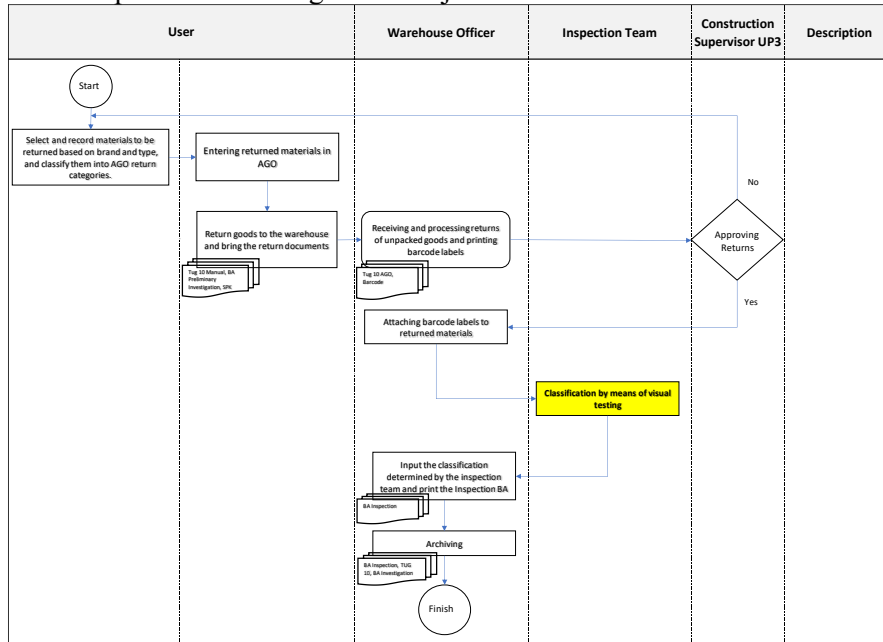 User
Warehouse Officer
Inspection Team
Construction
Supervisor UP3
Description
Start
Select and record materials to be
returned based on brand and type,
and classify them into AGO return
categories.
Entering returned materials in
AGO
Return goods to the warehouse
and bring the return documents
Tug 10 Manual, BA
Preliminary
Investigation, SPK
Receiving and processing returns
of unpacked goods and printing
barcode labels
Tug 10 AGO,
Barcode
No
Approving
Returns
Yes
Attaching barcode labels to
returned materials
Classification by means of visual
testing
Input the classification
determined by the inspection
team and print the Inspection BA
BA Inspection
Archiving
BA Inspection, TUG
10, BA Investigation
Finish